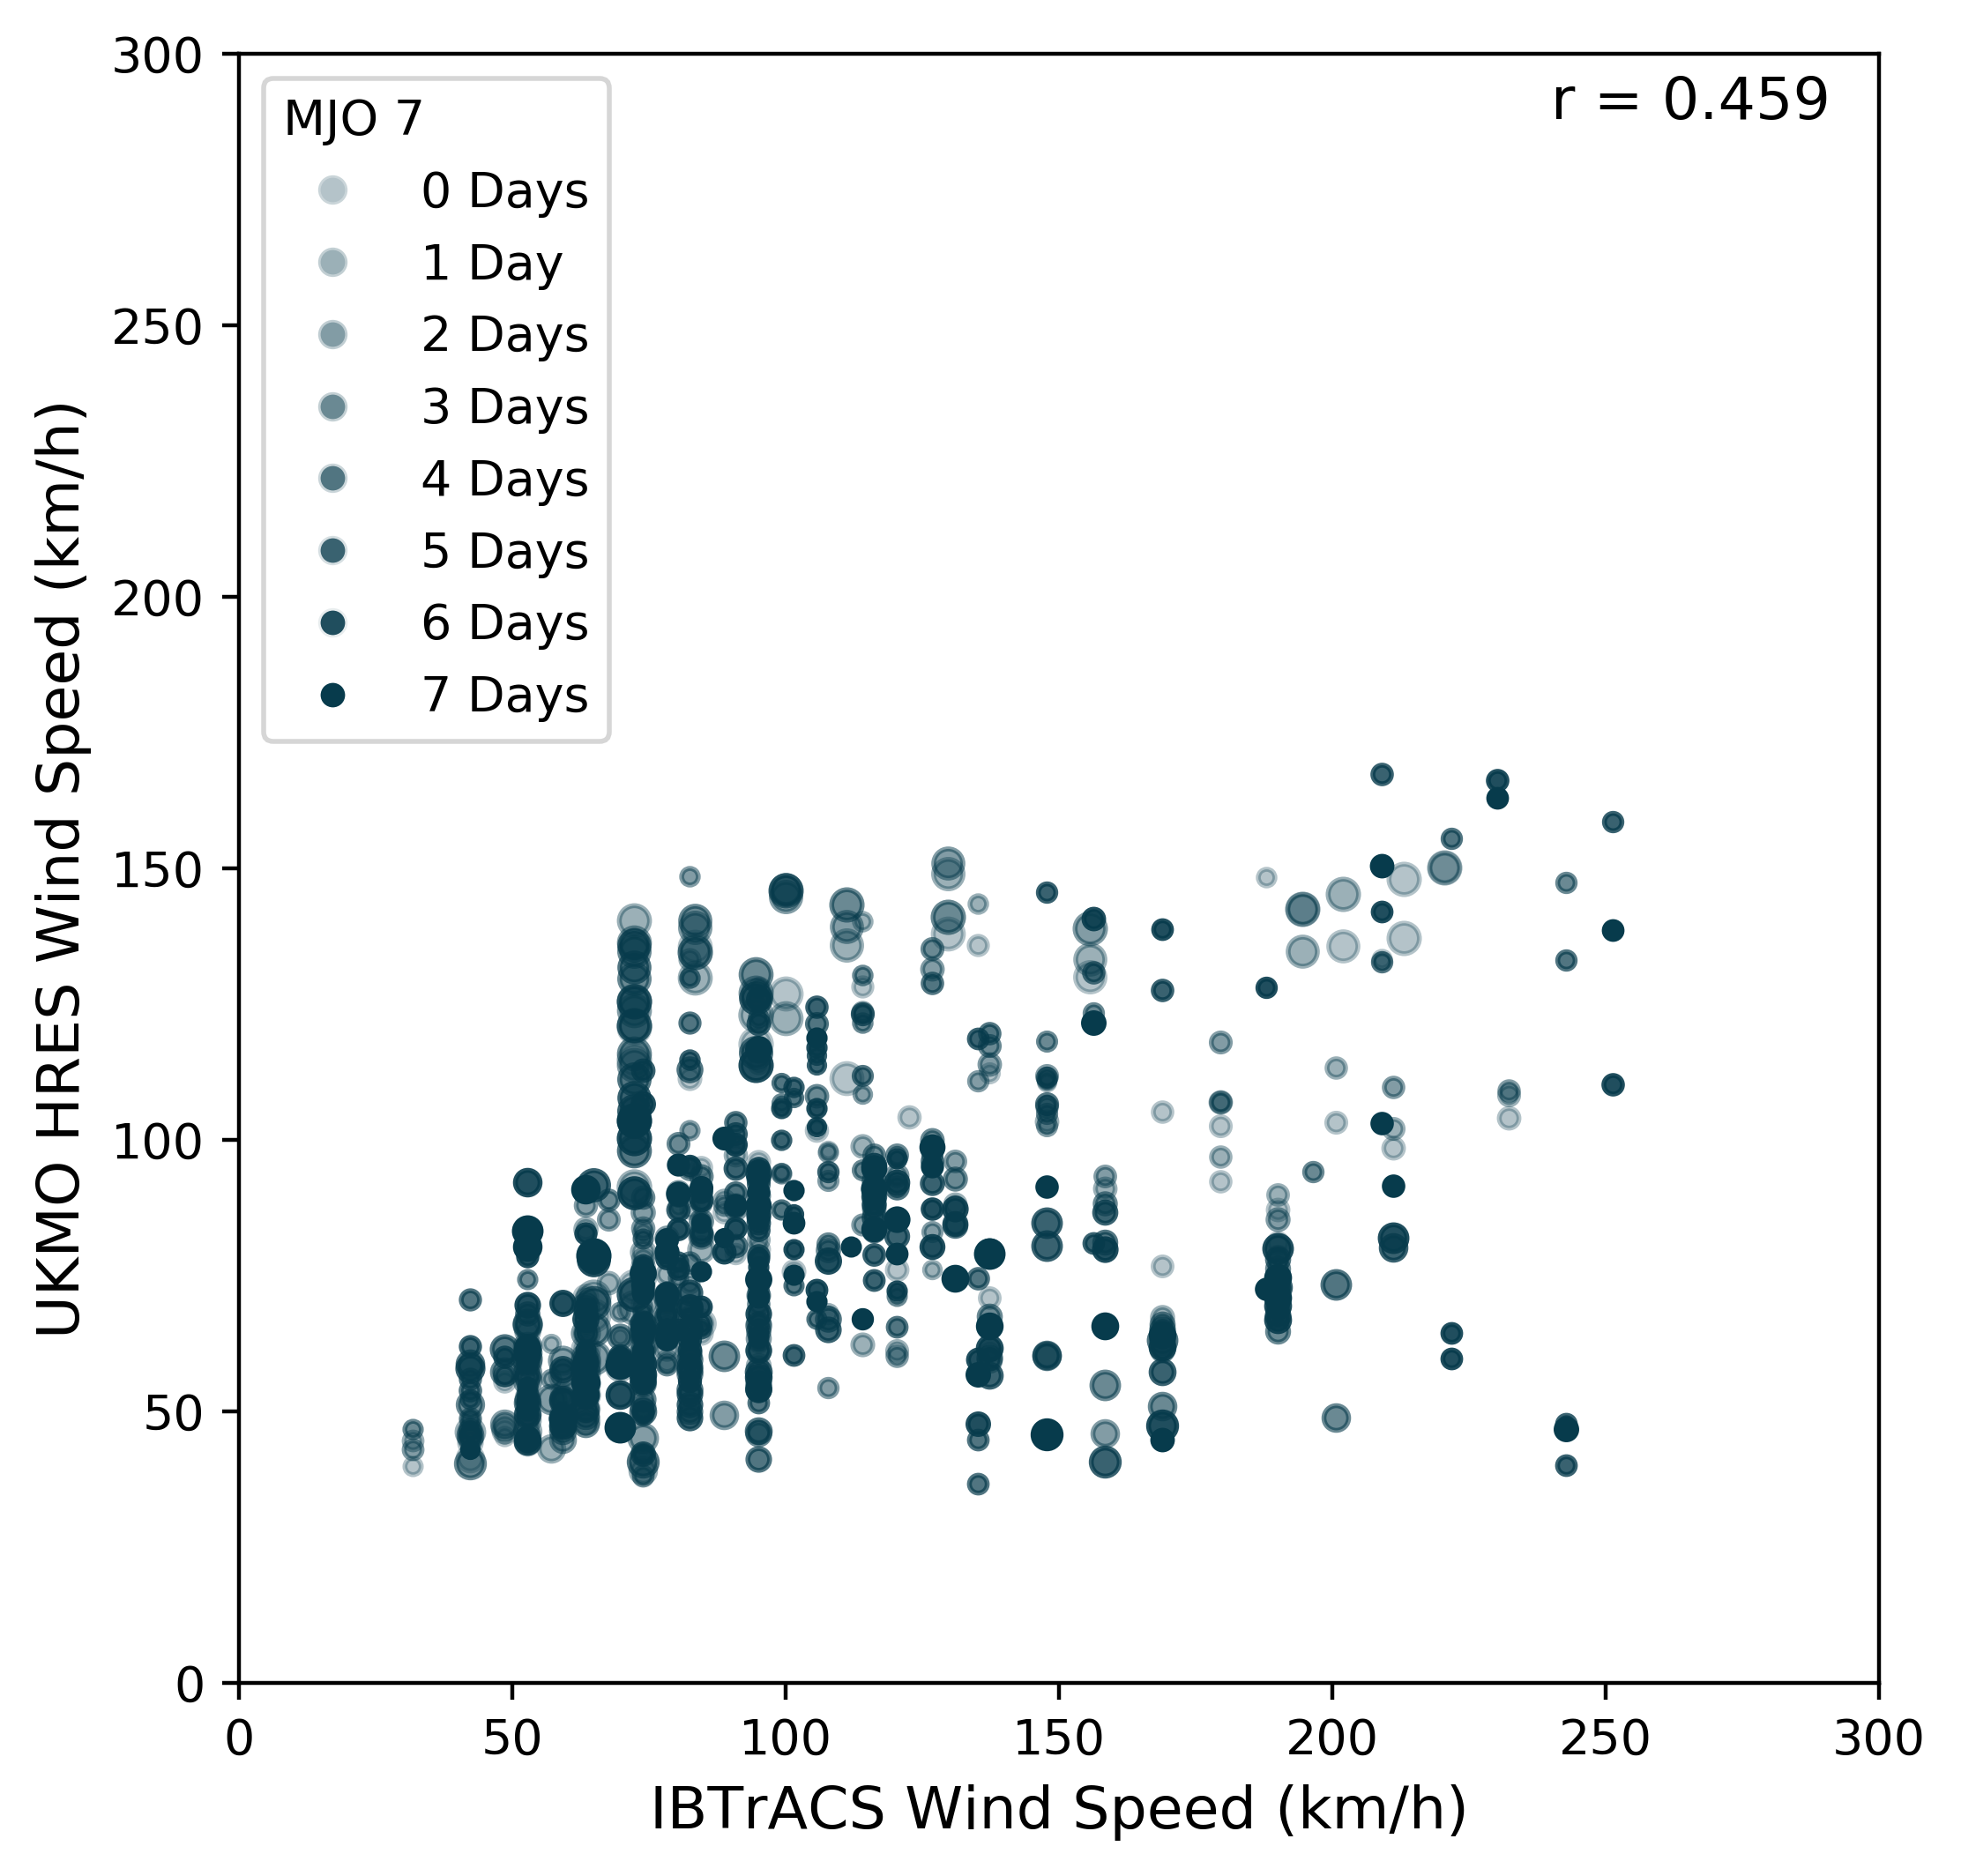 300
r = 0.459
MJO 7
0 Days
1 Day
2 Days
3 Days
4 Days
5 Days
6 Days
7 Days
250
200
150
100
50
0
UKMO HRES Wind Speed (km/h)
0 50 100 150 200 250 300
IBTrACS Wind Speed (km/h)